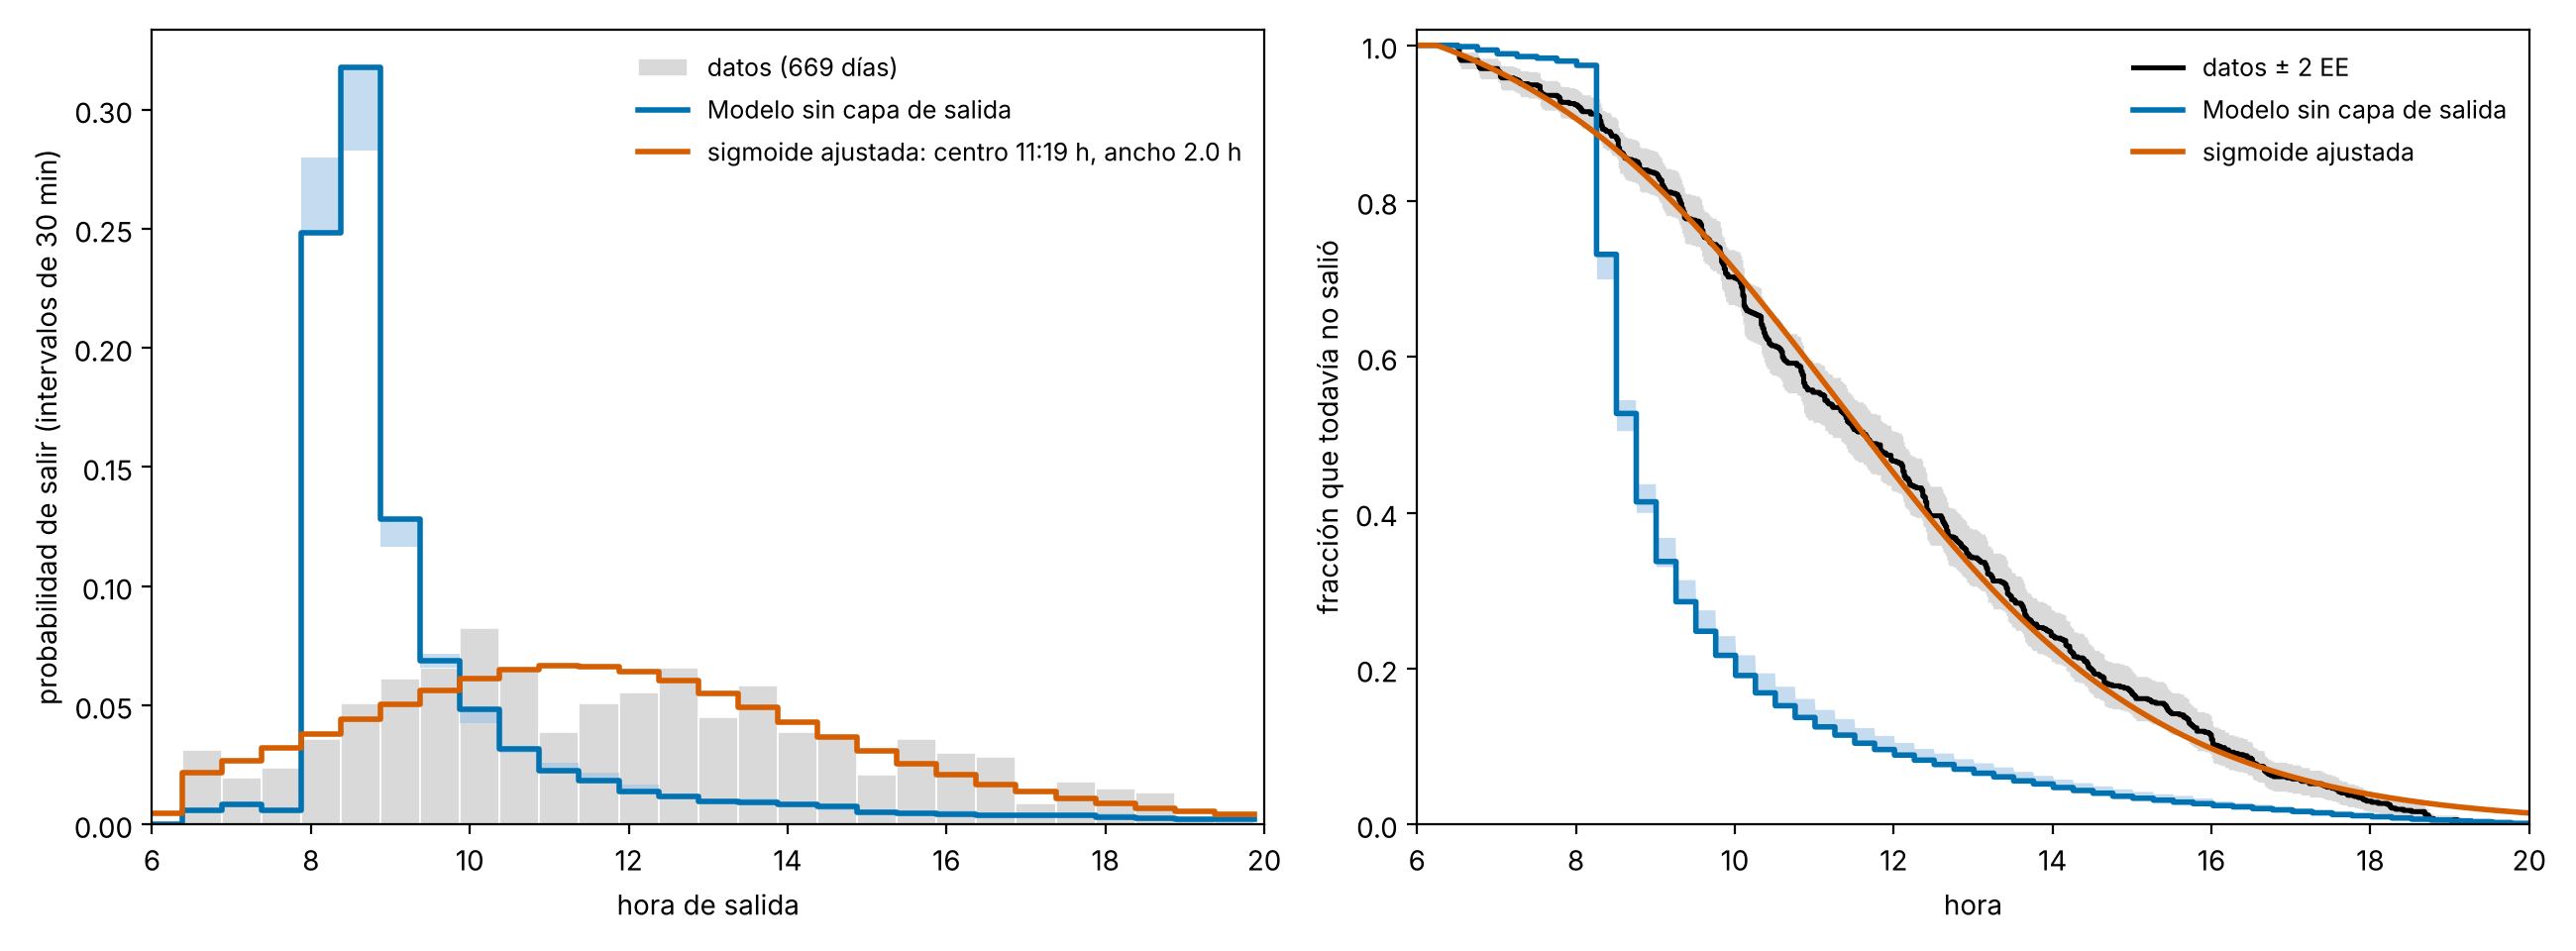 probabilidad de salir (intervalos de 30 min)
0.30
0.25
0.20
0.15
0.10
0.05
0.00
6 8 10 12 14 16 18 20
hora de salida
datos (669 días)
Modelo sin capa de salida
sigmoide ajustada: centro 11:19 h, ancho 2.0 h
fracción que todavía no salió
1.0
0.8
0.6
0.4
0.2
0.0
6 8 10 12 14 16 18 20
hora
datos ± 2 EE
Modelo sin capa de salida
sigmoide ajustada